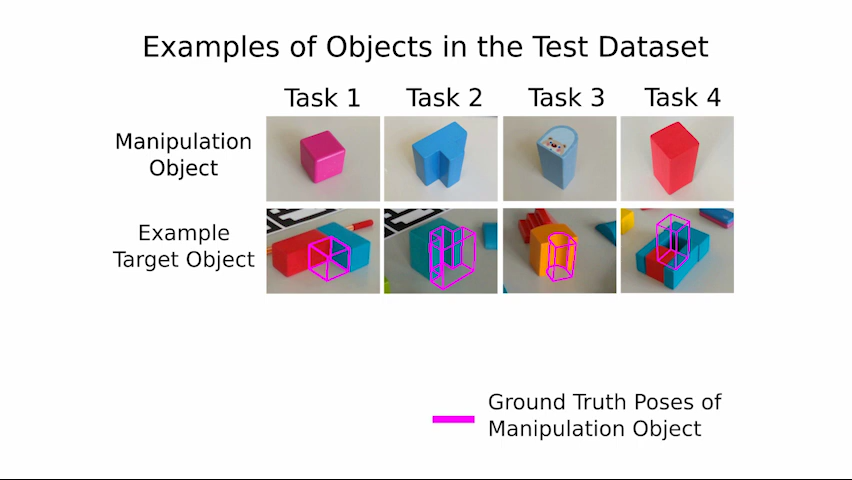 Examples of Objects in the Test Dataset
Task 1 Task 2 Task 3 Task 4
Manipulation
Object
Example
Target Object
Ground Truth Poses of
Manipulation Object